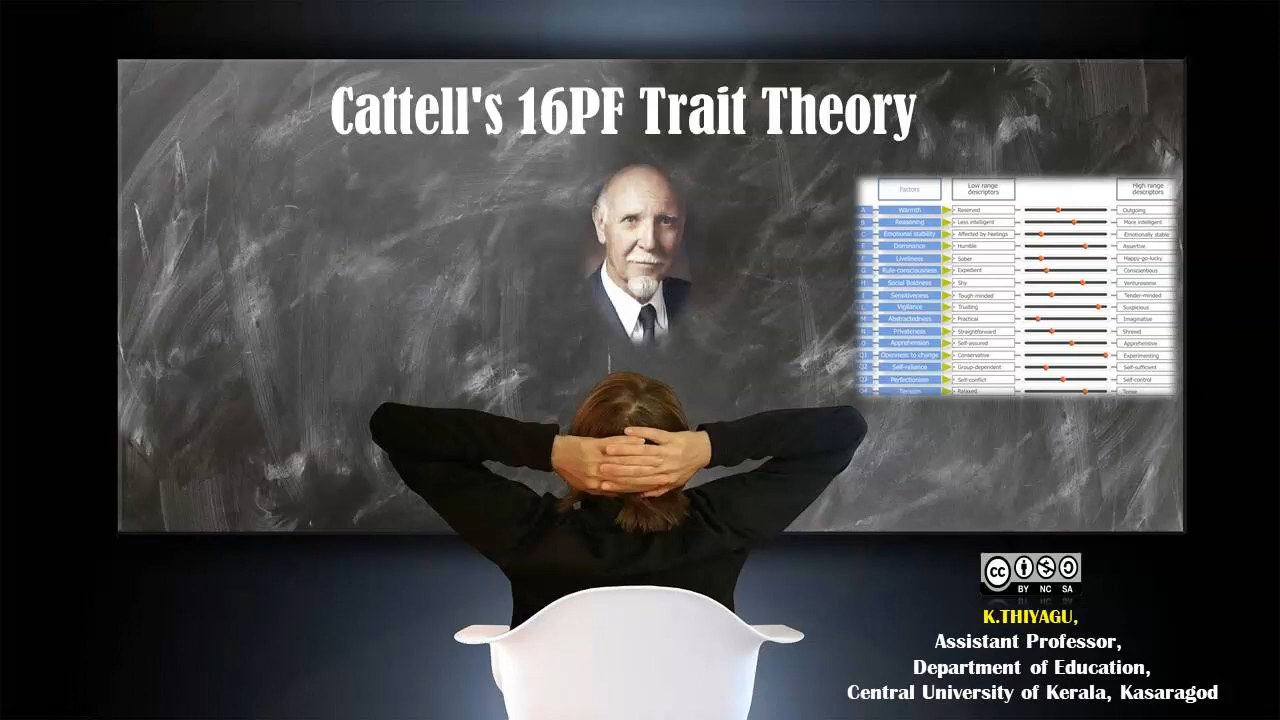 Cattell's 16PF Trait Theory
Factors Low range descriptors High range descriptors
A Warmth Reserved Outgoing
B Reasoning Less intelligent More intelligent
C Emotional stability Affected by Feelings Emotionally stable
E Dominance Humble Assertive
F Liveliness Sober Happy-go-lucky
G Rule-consciousness Expedient Conscientious
H Social Boldness Shy Venturesome
I Sensitiveness Tough-minded Tender-minded
L Vigilance Trusting Suspicious
M Abstractedness Practical Imaginative
N Privateness Straightforward Shrewd
O Apprehension Self-assured Apprehensive
Q1 Openness to change Conservative Experimenting
Q2 Self-reliance Group-dependent Self-sufficient
Q3 Perfectionism Self-conflict Self-control
Q4 Tension Relaxed Tense
cc BY NC SA
K.THIYAGU,
Assistant Professor,
Department of Education,
Central University of Kerala, Kasaragod